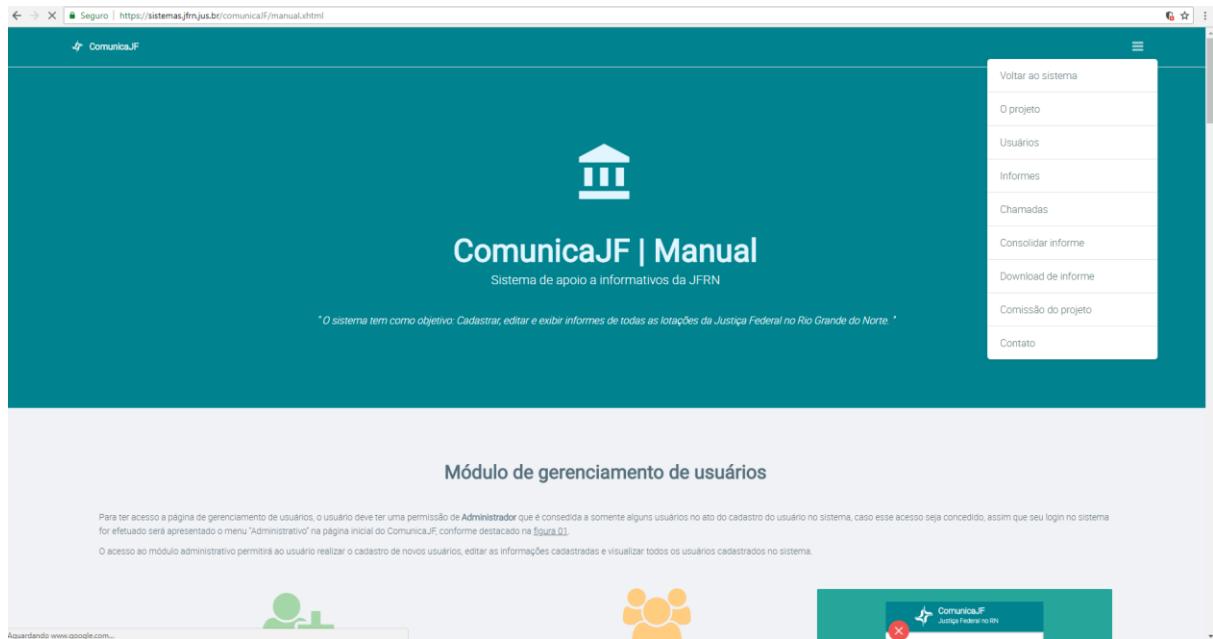 Seguro | https://sistemas.jfrn.jus.br/comunicaJF/manual.xhtml
ComunicaJF
Voltar ao sistema
O projeto
Usuários
Informes
Chamadas
Consolidar informe
Download de informe
Comissão do projeto
Contato
ComunicaJF | Manual
Sistema de apoio a informativos da JFRN
" O sistema tem como objetivo: Cadastrar, editar e exibir informes de todas as lotações da Justiça Federal no Rio Grande do Norte. "
Módulo de gerenciamento de usuários
Para ter acesso a página de gerenciamento de usuários, o usuário deve ter uma permissão de Administrador que é consedida a somente alguns usuários no ato do cadastro do usuário no sistema, caso esse acesso seja concedido, assim que seu login no sistema
for efetuado será apresentado o menu "Administrativo" na página inicial do ComunicaJF, conforme destacado na figura 01.
O acesso ao módulo administrativo permitirá ao usuário realizar o cadastro de novos usuários, editar as informações cadastradas e visualizar todos os usuários cadastrados no sistema.
ComunicaJF
Justiça Federal no RN
Aguardando www.google.com...